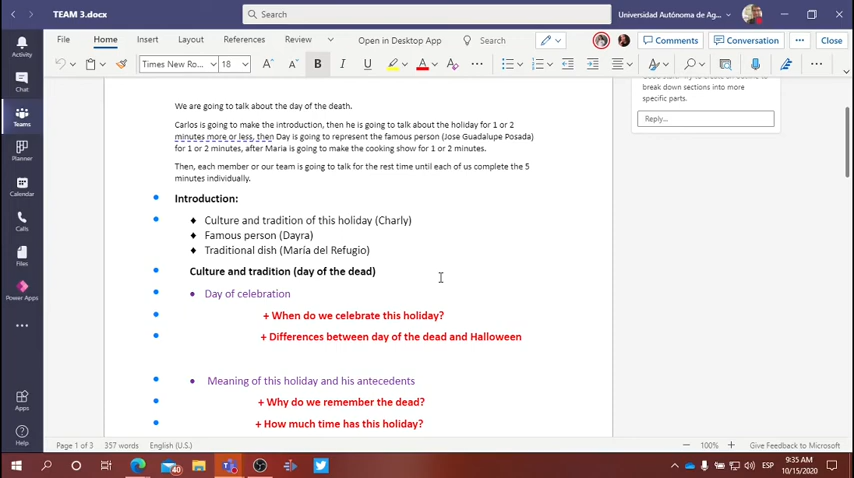 TEAM 3.docx
Search
Universidad Autónoma de Ag...
File Home Insert Layout References Review Open in Desktop App Search Comments Conversation Close
Times New Ro... 18
Activity
Chat
Teams
Planner
Calendar
Calls
Files
Power Apps
Apps
Help
break down sections into more
specific parts.
Reply...
We are going to talk about the day of the death.
Carlos is going to make the introduction, then he is going to talk about the holiday for 1 or 2
minutes more or less, then Day is going to represent the famous person (Jose Guadalupe Posada)
for 1 or 2 minutes, after Maria is going to make the cooking show for 1 or 2 minutes.
Then, each member or our team is going to talk for the rest time until each of us complete the 5
minutes individually.
Introduction:
♦ Culture and tradition of this holiday (Charly)
♦ Famous person (Dayra)
♦ Traditional dish (María del Refugio)
Culture and tradition (day of the dead)
• Day of celebration
+ When do we celebrate this holiday?
+ Differences between day of the dead and Halloween
• Meaning of this holiday and his antecedents
+ Why do we remember the dead?
+ How much time has this holiday?
Page 1 of 3 357 words English (U.S.) 100% Give Feedback to Microsoft
40
ESP
9:35 AM
10/15/2020